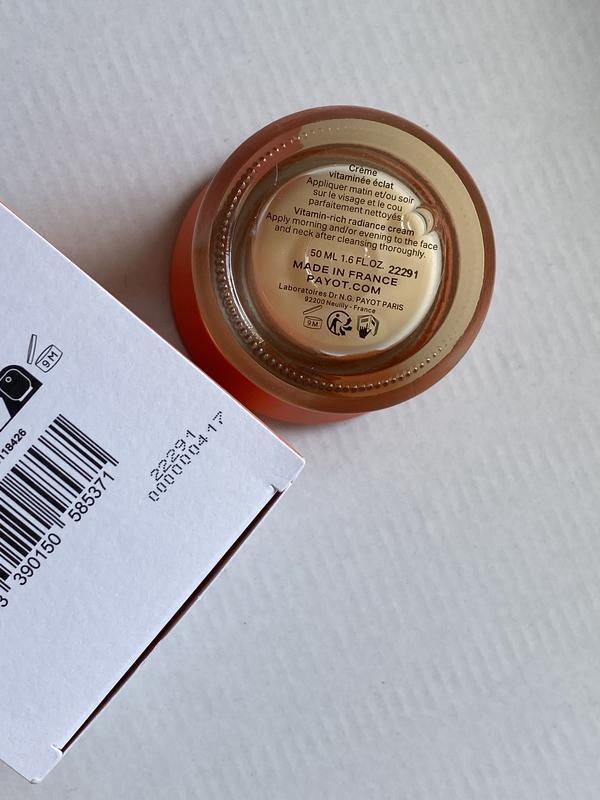 Crème
vitaminée éclat
Appliquer matin et/ou soir
sur le visage et le cou
parfaitement nettoyés.
Vitamin-rich radiance cream
Apply morning and/or evening to the face
and neck after cleansing thoroughly.
50 ML 1.6 FL.OZ. 22291
MADE IN FRANCE
PAYOT.COM
Laboratoires Dr N.G. PAYOT PARIS
92200 Neuilly - France
9M
9M
118426
3 390150 585371
22291
000000417